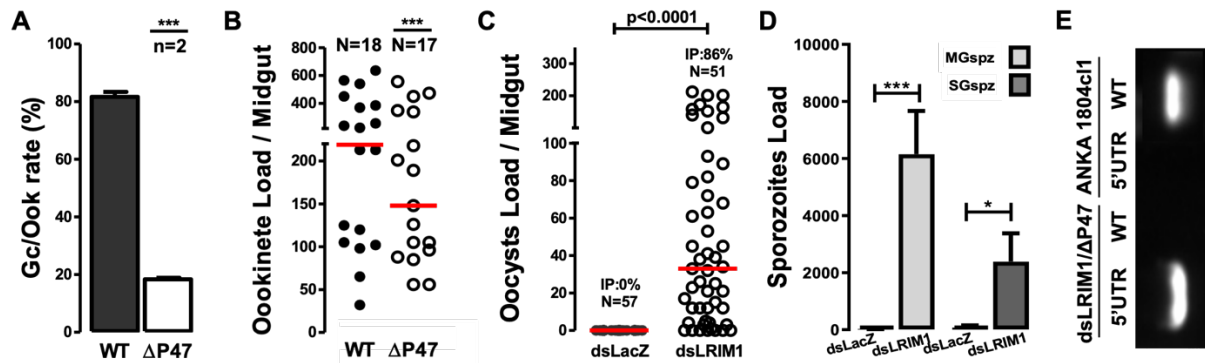 A
***
n=2
Gc/Ook rate (%)
100
80
60
40
20
0
WT ΔP47
B
***
N=18 N=17
Oookinete Load / Midgut
800
600
400
200
150
100
50
0
WT ΔP47
C
p<0.0001
IP:86%
N=51
IP:0%
N=57
Oocysts Load / Midgut
300
200
100
100
80
60
40
20
0
dsLacZ dsLRIM1
D
MGspz
SGspz
***
*
Sporozoites Load
10000
8000
6000
4000
2000
0
dsLacZ dsLRIM1 dsLacZ dsLRIM1
E
ANKA 1804cl1
WT
5'UTR
dsLRIM1/ΔP47
WT
5'UTR